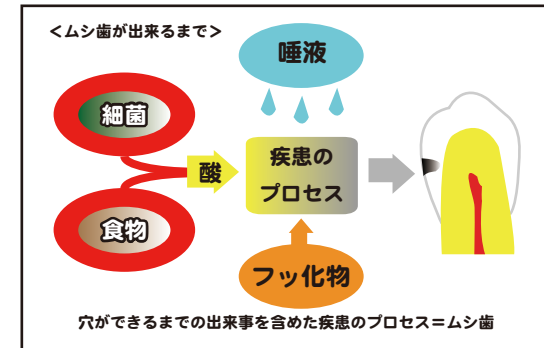 ＜ムシ歯が出来るまで＞
唾液
細菌
酸
疾患の
プロセス
食物
フッ化物
穴ができるまでの出来事を含めた疾患のプロセス＝ムシ歯